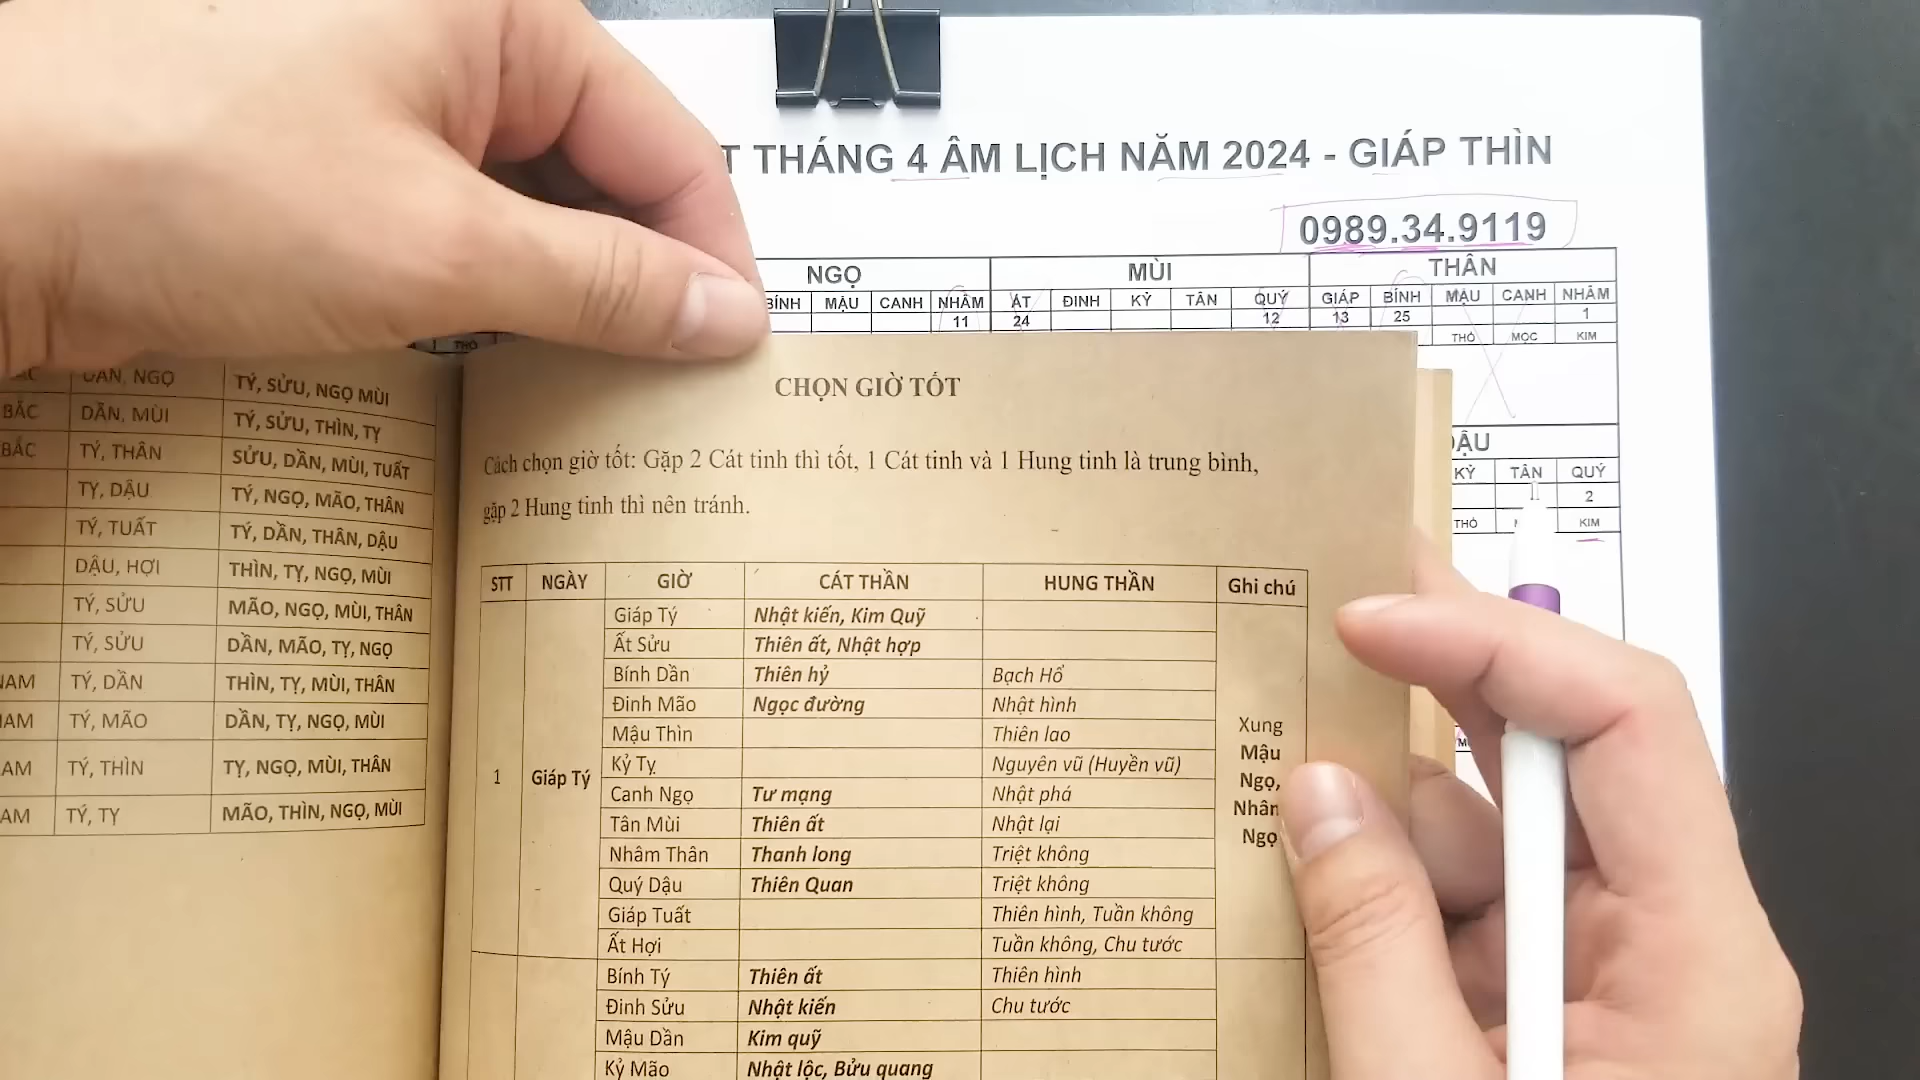 T THÁNG 4 ÂM LỊCH NĂM 2024 - GIÁP THÌN
0989.34.9119
NGỌ MÙI THÂN
BÍNH MẬU CANH NHÂM ẤT ĐINH KỶ TÂN QUÝ GIÁP BÍNH MẬU CANH NHÂM
11 24 12 13 25 1
THỔ MỘC KIM
DẬU
KỶ TÂN QUÝ
2
THỔ KIM
DẦN, NGỌ TÝ, SỬU, NGỌ MÙI
BẮC DẦN, MÙI TÝ, SỬU, THÌN, TỴ
BẮC TÝ, THÂN SỬU, DẦN, MÙI, TUẤT
TỴ, DẬU TÝ, NGỌ, MÃO, THÂN
TÝ, TUẤT TÝ, DẦN, THÂN, DẬU
DẬU, HỢI THÌN, TỴ, NGỌ, MÙI
TÝ, SỬU MÃO, NGỌ, MÙI, THÂN
TÝ, SỬU DẦN, MÃO, TỴ, NGỌ
NAM TÝ, DẦN THÌN, TỴ, MÙI, THÂN
NAM TÝ, MÃO DẦN, TỴ, NGỌ, MÙI
AM TÝ, THÌN TỴ, NGỌ, MÙI, THÂN
AM TÝ, TỴ MÃO, THÌN, NGỌ, MÙI
CHỌN GIỜ TỐT
Cách chọn giờ tốt: Gặp 2 Cát tinh thì tốt, 1 Cát tinh và 1 Hung tinh là trung bình,
gặp 2 Hung tinh thì nên tránh.
STT NGÀY GIỜ CÁT THẦN HUNG THẦN Ghi chú
Giáp Tý Nhật kiến, Kim Quỹ
Ất Sửu Thiên ất, Nhật hợp
Bính Dần Thiên hỷ Bạch Hổ
Đinh Mão Ngọc đường Nhật hình
Mậu Thìn Thiên lao
Kỷ Tỵ Nguyên vũ (Huyền vũ)
1 Giáp Tý
Canh Ngọ Tư mạng Nhật phá
Tân Mùi Thiên ất Nhật lại
Nhâm Thân Thanh long Triệt không
Quý Dậu Thiên Quan Triệt không
Giáp Tuất Thiên hình, Tuần không
Ất Hợi Tuần không, Chu tước
Xung
Mậu
Ngọ,
Nhâm
Ngọ
Bính Tý Thiên ất Thiên hình
Đinh Sửu Nhật kiến Chu tước
Mậu Dần Kim quỹ
Kỷ Mão Nhật lộc, Bửu quang